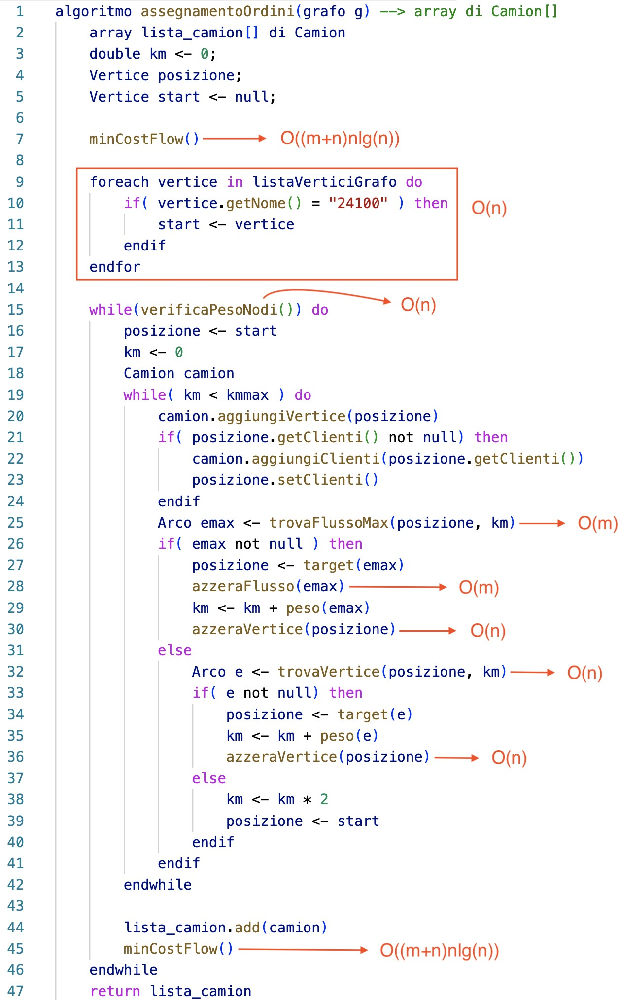 1 algoritmo assegnamentoOrdini(grafo g) --> array di Camion[]
2 array lista_camion[] di Camion
3 double km <- 0;
4 Vertice posizione;
5 Vertice start <- null;
6
7 minCostFlow() O((m+n)nlg(n))
8
9 foreach vertice in listaVerticiGrafo do
10 if( vertice.getNome() = "24100" ) then O(n)
11 start <- vertice
12 endif
13 endfor
14
15 while(verificaPesoNodi()) do O(n)
16 posizione <- start
17 km <- 0
18 Camion camion
19 while( km < kmmax ) do
20 camion.aggiungiVertice(posizione)
21 if( posizione.getClienti() not null) then
22 camion.aggiungiClienti(posizione.getClienti())
23 posizione.setClienti()
24 endif
25 Arco emax <- trovaFlussoMax(posizione, km) O(m)
26 if( emax not null ) then
27 posizione <- target(emax)
28 azzeraFlusso(emax) O(m)
29 km <- km + peso(emax)
30 azzeraVertice(posizione) O(n)
31 else
32 Arco e <- trovaVertice(posizione, km) O(n)
33 if( e not null) then
34 posizione <- target(e)
35 km <- km + peso(e)
36 azzeraVertice(posizione) O(n)
37 else
38 km <- km * 2
39 posizione <- start
40 endif
41 endif
42 endwhile
43
44 lista_camion.add(camion)
45 minCostFlow() O((m+n)nlg(n))
46 endwhile
47 return lista_camion